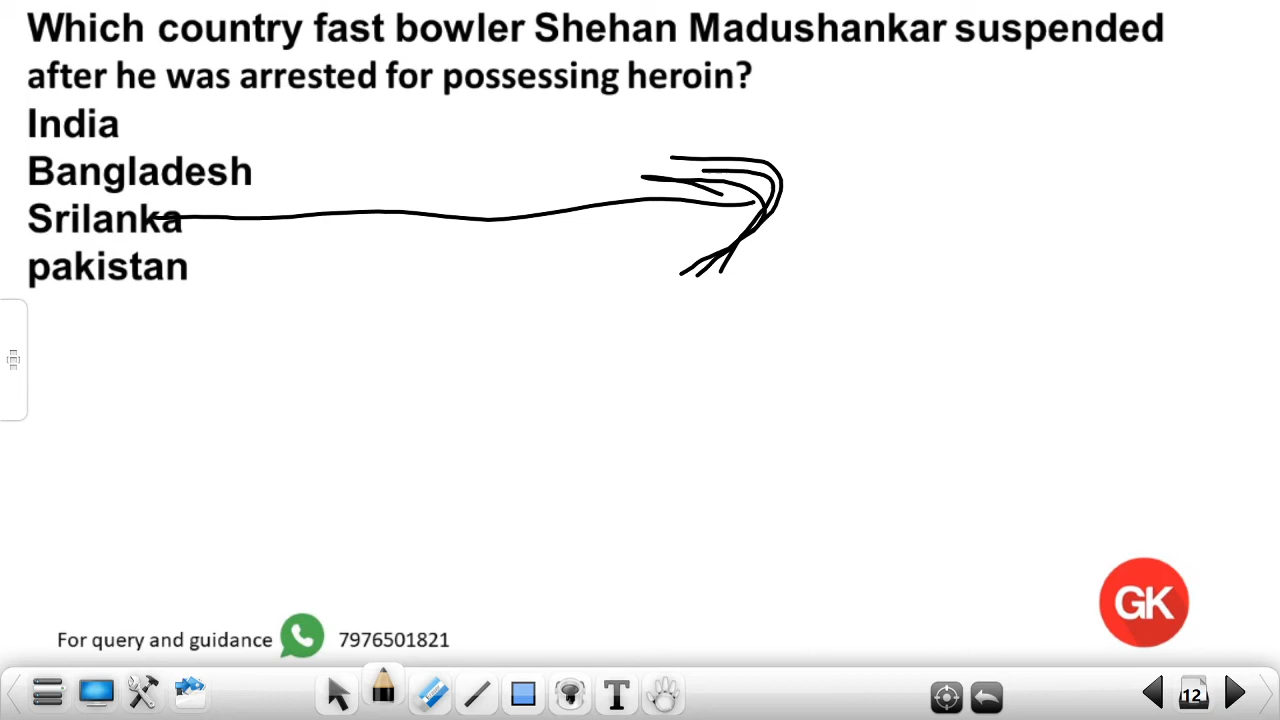 Which country fast bowler Shehan Madushankar suspended
after he was arrested for possessing heroin?
India
Bangladesh
Srilanka
pakistan
GK
For query and guidance 7976501821
T
12